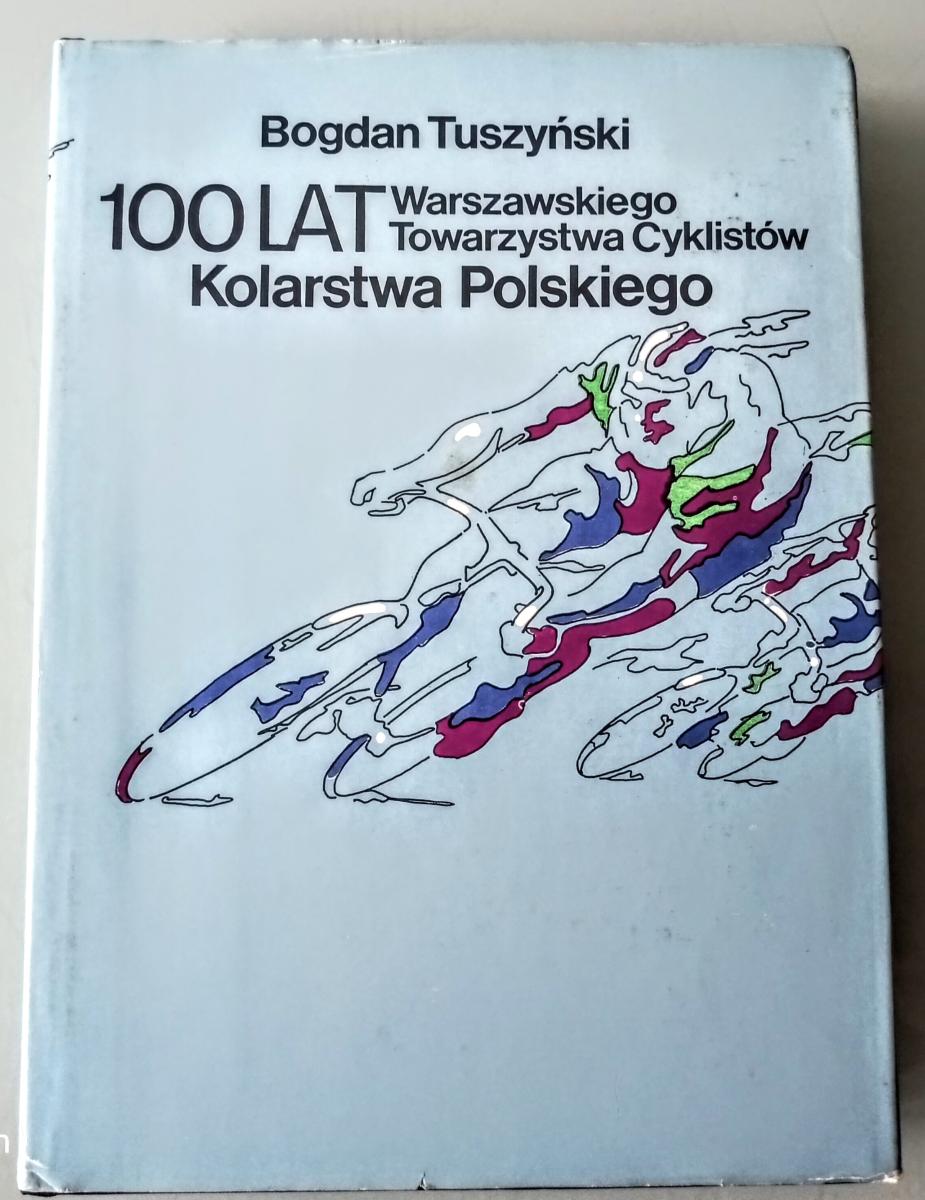 Bogdan Tuszyński
100 LAT Warszawskiego
Towarzystwa Cyklistów
Kolarstwa Polskiego